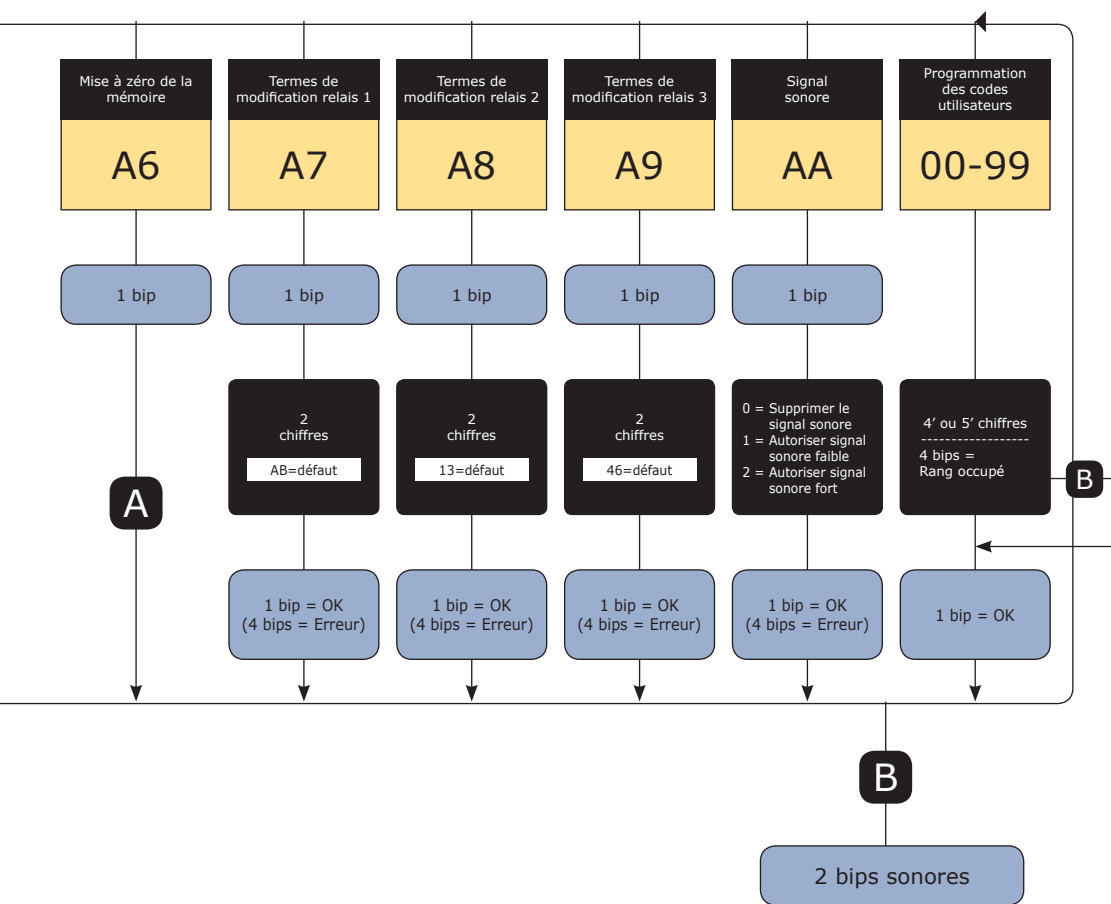 Mise à zéro de la
mémoire
A6
1 bip
A
Termes de
modification relais 1
A7
1 bip
2
chiffres
AB=défaut
1 bip = OK
(4 bips = Erreur)
Termes de
modification relais 2
A8
1 bip
2
chiffres
13=défaut
1 bip = OK
(4 bips = Erreur)
Termes de
modification relais 3
A9
1 bip
2
chiffres
46=défaut
1 bip = OK
(4 bips = Erreur)
Signal
sonore
AA
1 bip
0 = Supprimer le
signal sonore
1 = Autoriser signal
sonore faible
2 = Autoriser signal
sonore fort
1 bip = OK
(4 bips = Erreur)
Programmation
des codes
utilisateurs
00-99
4’ ou 5’ chiffres
------------------
4 bips =
Rang occupé
B
1 bip = OK
B
2 bips sonores